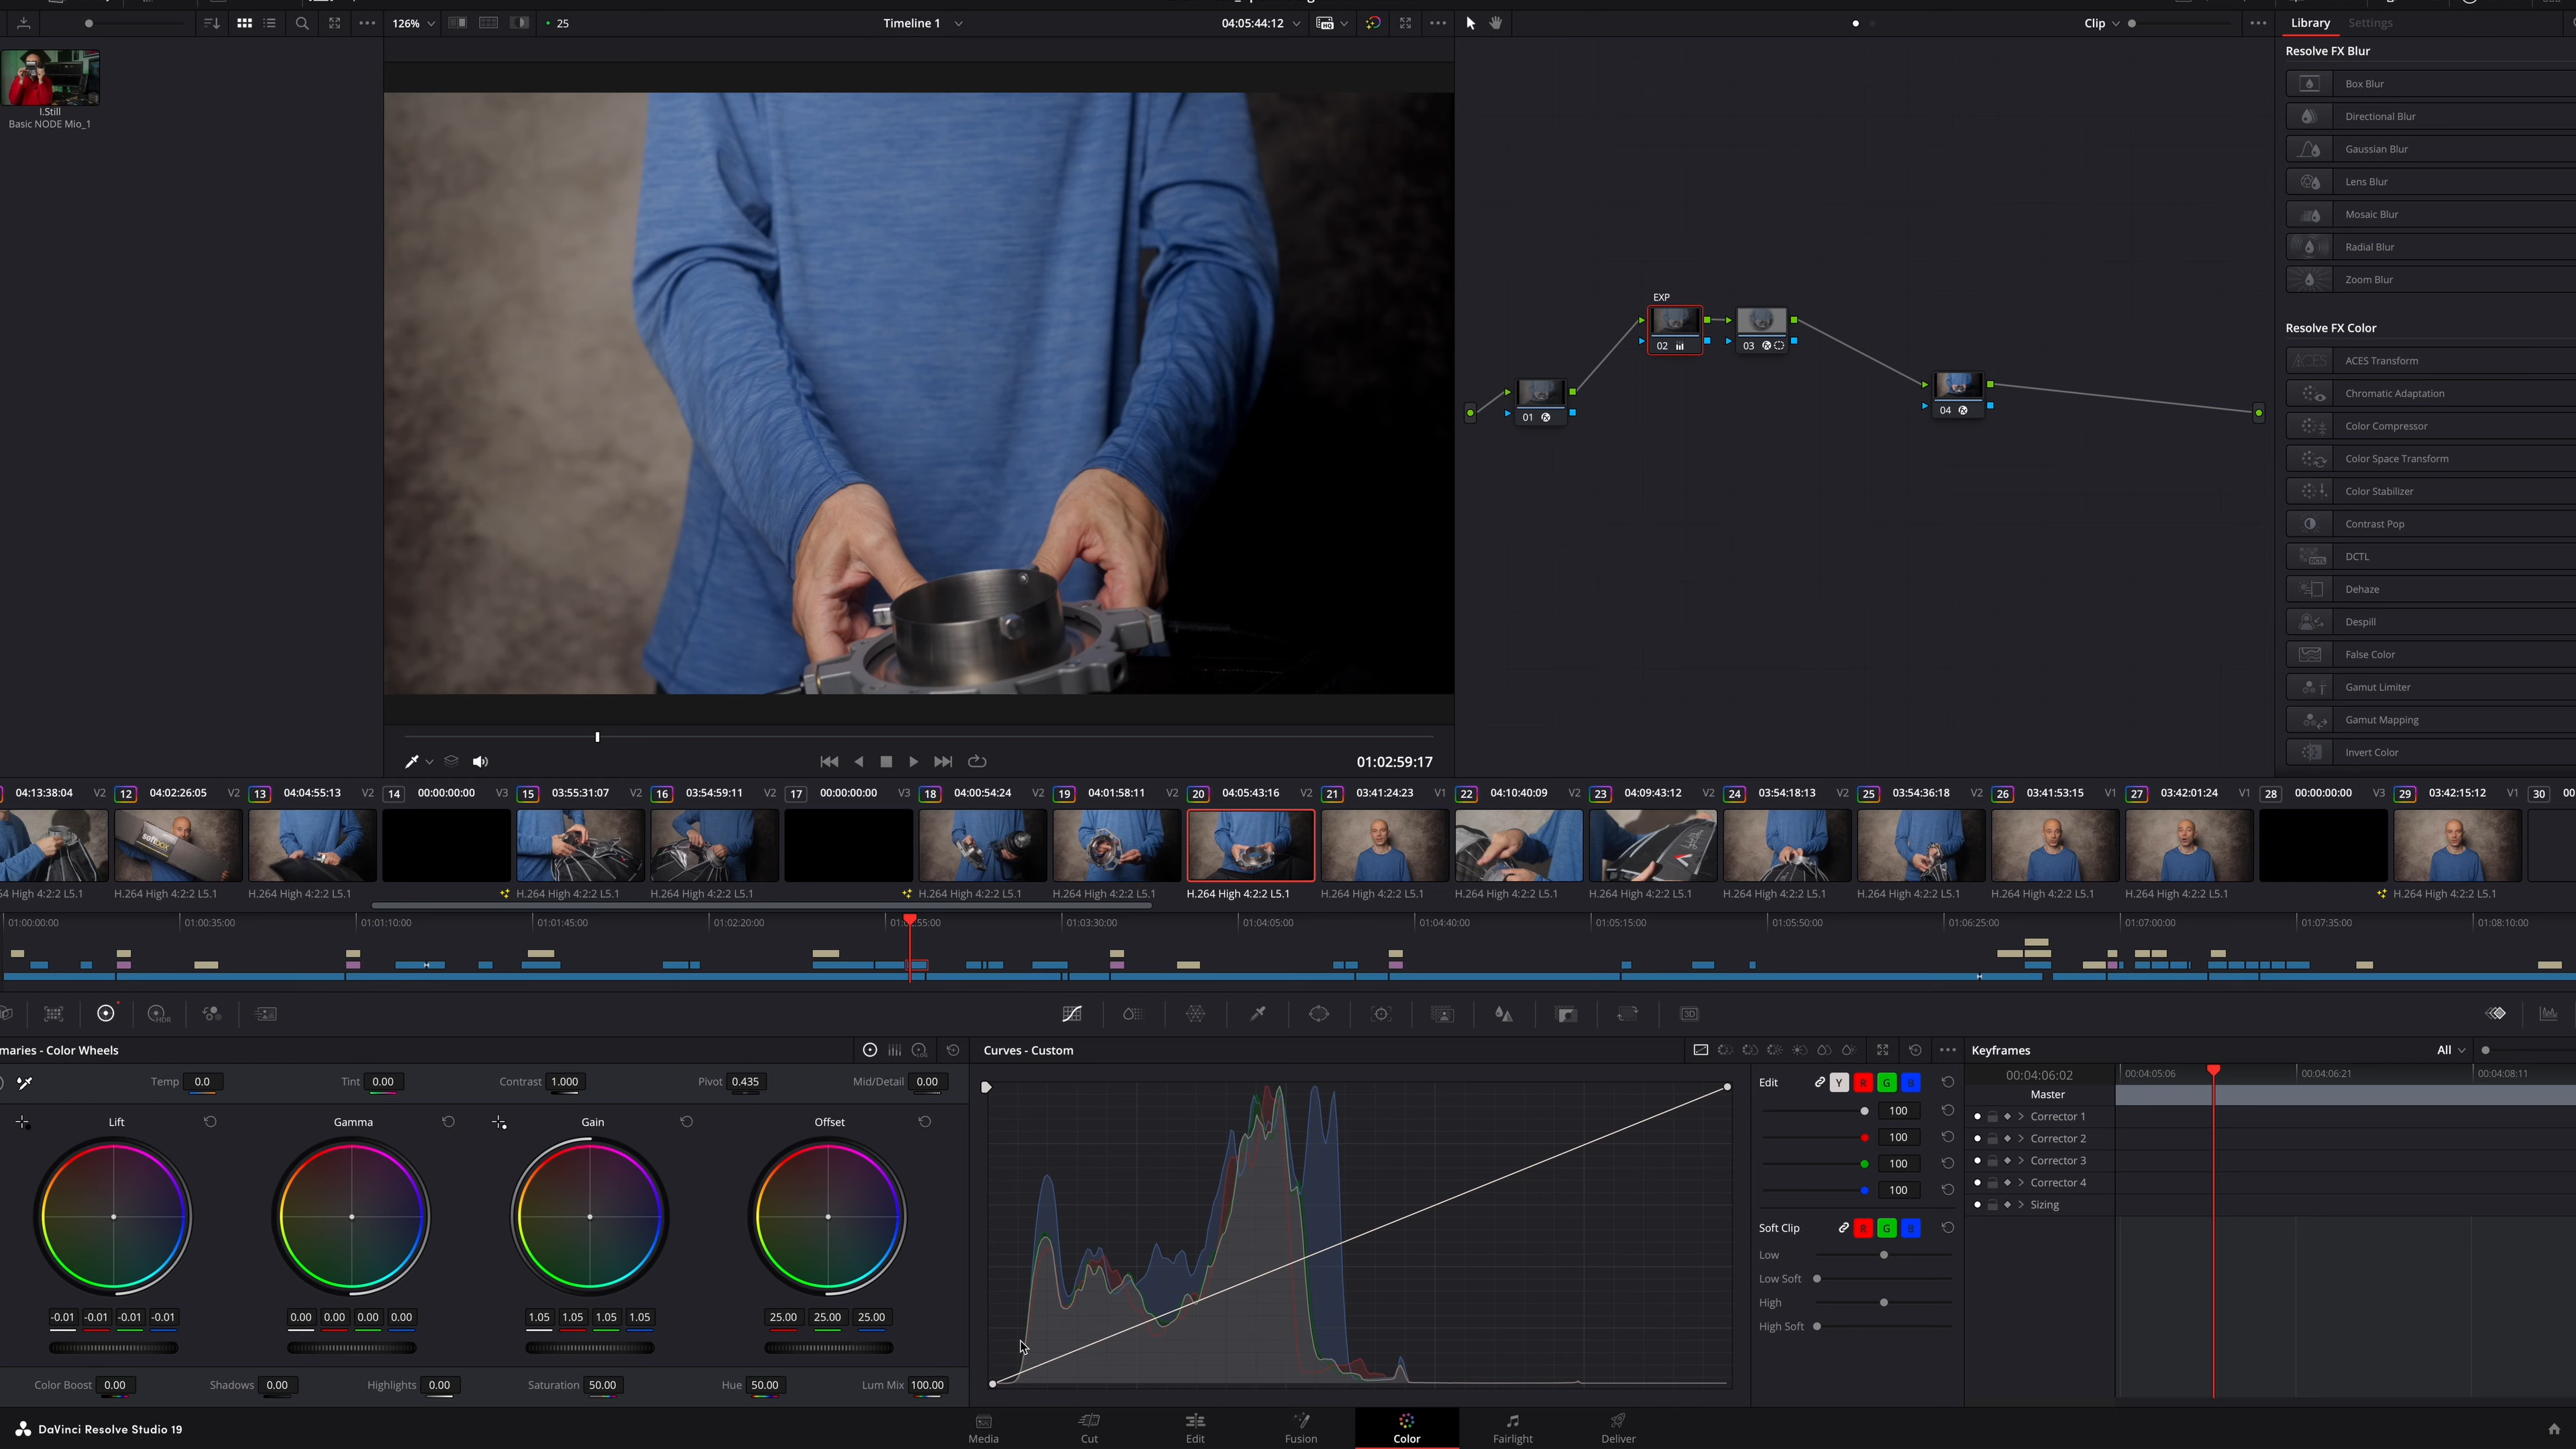 126%
25
Timeline 1
04:05:44:12
Clip
Library
Settings
I.Still
Basic NODE Mio_1
Resolve FX Blur
Box Blur
Directional Blur
Gaussian Blur
Lens Blur
Mosaic Blur
Radial Blur
Zoom Blur
Resolve FX Color
ACES Transform
Chromatic Adaptation
Color Compressor
Color Space Transform
Color Stabilizer
Contrast Pop
DCTL
Dehaze
Despill
False Color
Gamut Limiter
Gamut Mapping
Invert Color
EXP
02
03
01
04
01:02:59:17
04:13:38:04 V2 12 04:02:26:05 V2 13 04:04:55:13 V2 14 00:00:00:00 V3 15 03:55:31:07 V2 16 03:54:59:11 V2 17 00:00:00:00 V3 18 04:00:54:24 V2 19 04:01:58:11 V2 20 04:05:43:16 V2 21 03:41:24:23 V1 22 04:10:40:09 V2 23 04:09:43:12 V2 24 03:54:18:13 V2 25 03:54:36:18 V2 26 03:41:53:15 V1 27 03:42:01:24 V1 28 00:00:00:00 V3 29 03:42:15:12 V1 30 00
softbox
64 High 4:2:2 L5.1 H.264 High 4:2:2 L5.1 H.264 High 4:2:2 L5.1 H.264 High 4:2:2 L5.1 H.264 High 4:2:2 L5.1 H.264 High 4:2:2 L5.1 H.264 High 4:2:2 L5.1 H.264 High 4:2:2 L5.1 H.264 High 4:2:2 L5.1 H.264 High 4:2:2 L5.1 H.264 High 4:2:2 L5.1 H.264 High 4:2:2 L5.1 H.264 High 4:2:2 L5.1 H.264 High 4:2:2 L5.1 H.264 High 4:2:2 L5.1 H.264 High 4:2:2 L5.1
01:00:00:00 01:00:35:00 01:01:10:00 01:01:45:00 01:02:20:00 01:02:55:00 01:03:30:00 01:04:05:00 01:04:40:00 01:05:15:00 01:05:50:00 01:06:25:00 01:07:00:00 01:07:35:00 01:08:10:00
HDR
3D
maries - Color Wheels
Temp 0.0 Tint 0.00 Contrast 1.000 Pivot 0.435 Mid/Detail 0.00
Lift Gamma Gain Offset
-0.01 -0.01 -0.01 -0.01 0.00 0.00 0.00 0.00 1.05 1.05 1.05 1.05 25.00 25.00 25.00
Color Boost 0.00 Shadows 0.00 Highlights 0.00 Saturation 50.00 Hue 50.00 Lum Mix 100.00
Curves - Custom
Edit Y R G B
100
100
100
100
Soft Clip R G B
Low
Low Soft
High
High Soft
Keyframes All
00:04:06:02 00:04:05:06 00:04:06:21 00:04:08:11
Master
Corrector 1
Corrector 2
Corrector 3
Corrector 4
Sizing
DaVinci Resolve Studio 19
Media Cut Edit Fusion Color Fairlight Deliver